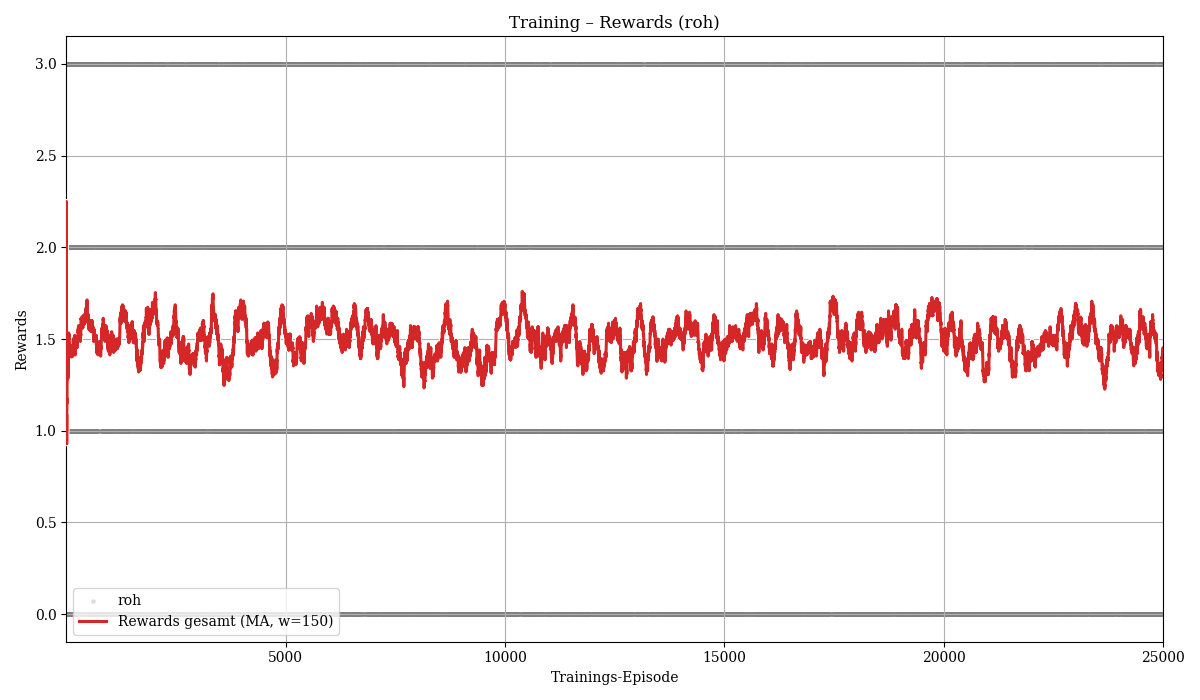 Training – Rewards (roh)
3.0
2.5
2.0
1.5
1.0
0.5
0.0
Rewards
roh
Rewards gesamt (MA, w=150)
5000
10000
15000
20000
25000
Trainings-Episode